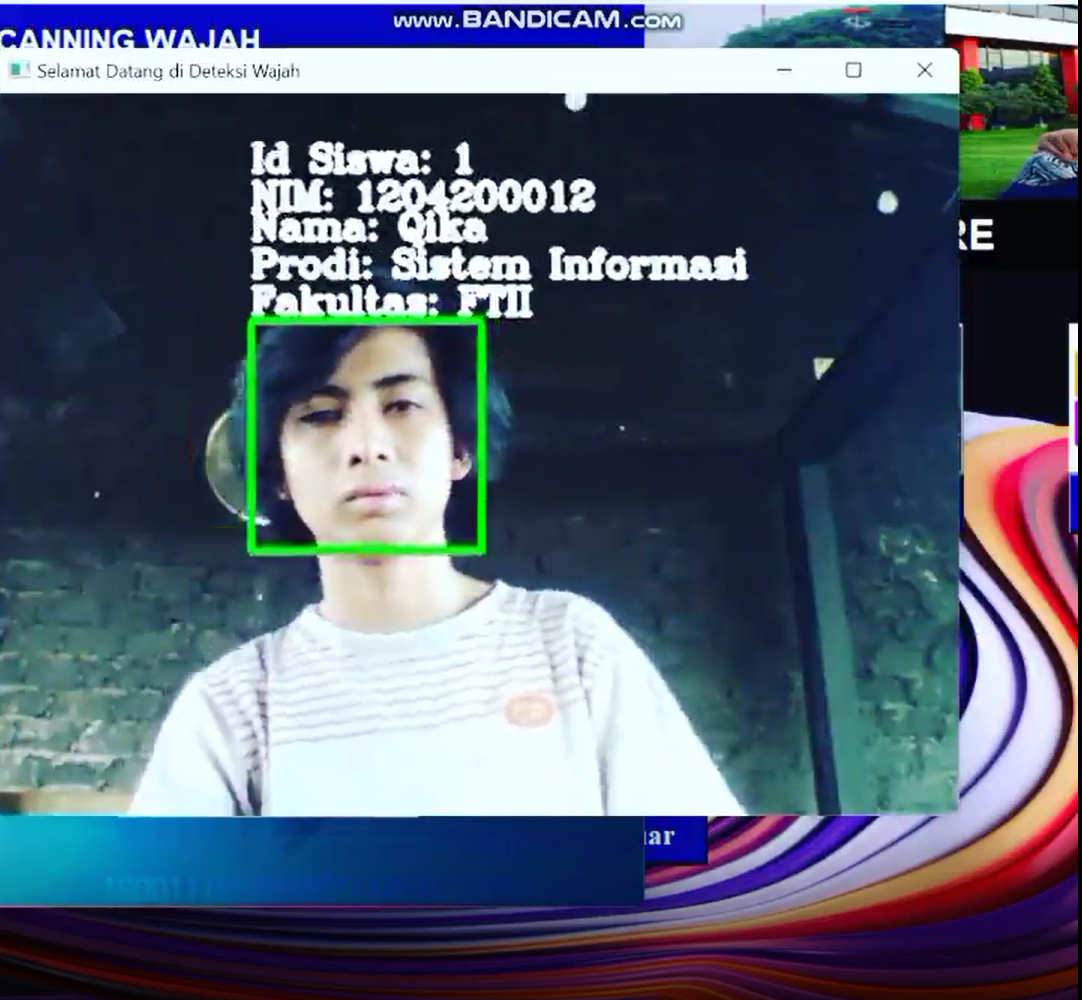 www.BANDICAM.com
CANNING WAJAH
Selamat Datang di Deteksi Wajah
Id Siswa: 1
NIM: 1204200012
Nama: Qika
Prodi: Sistem Informasi
Fakultas: FTII
RE
ar